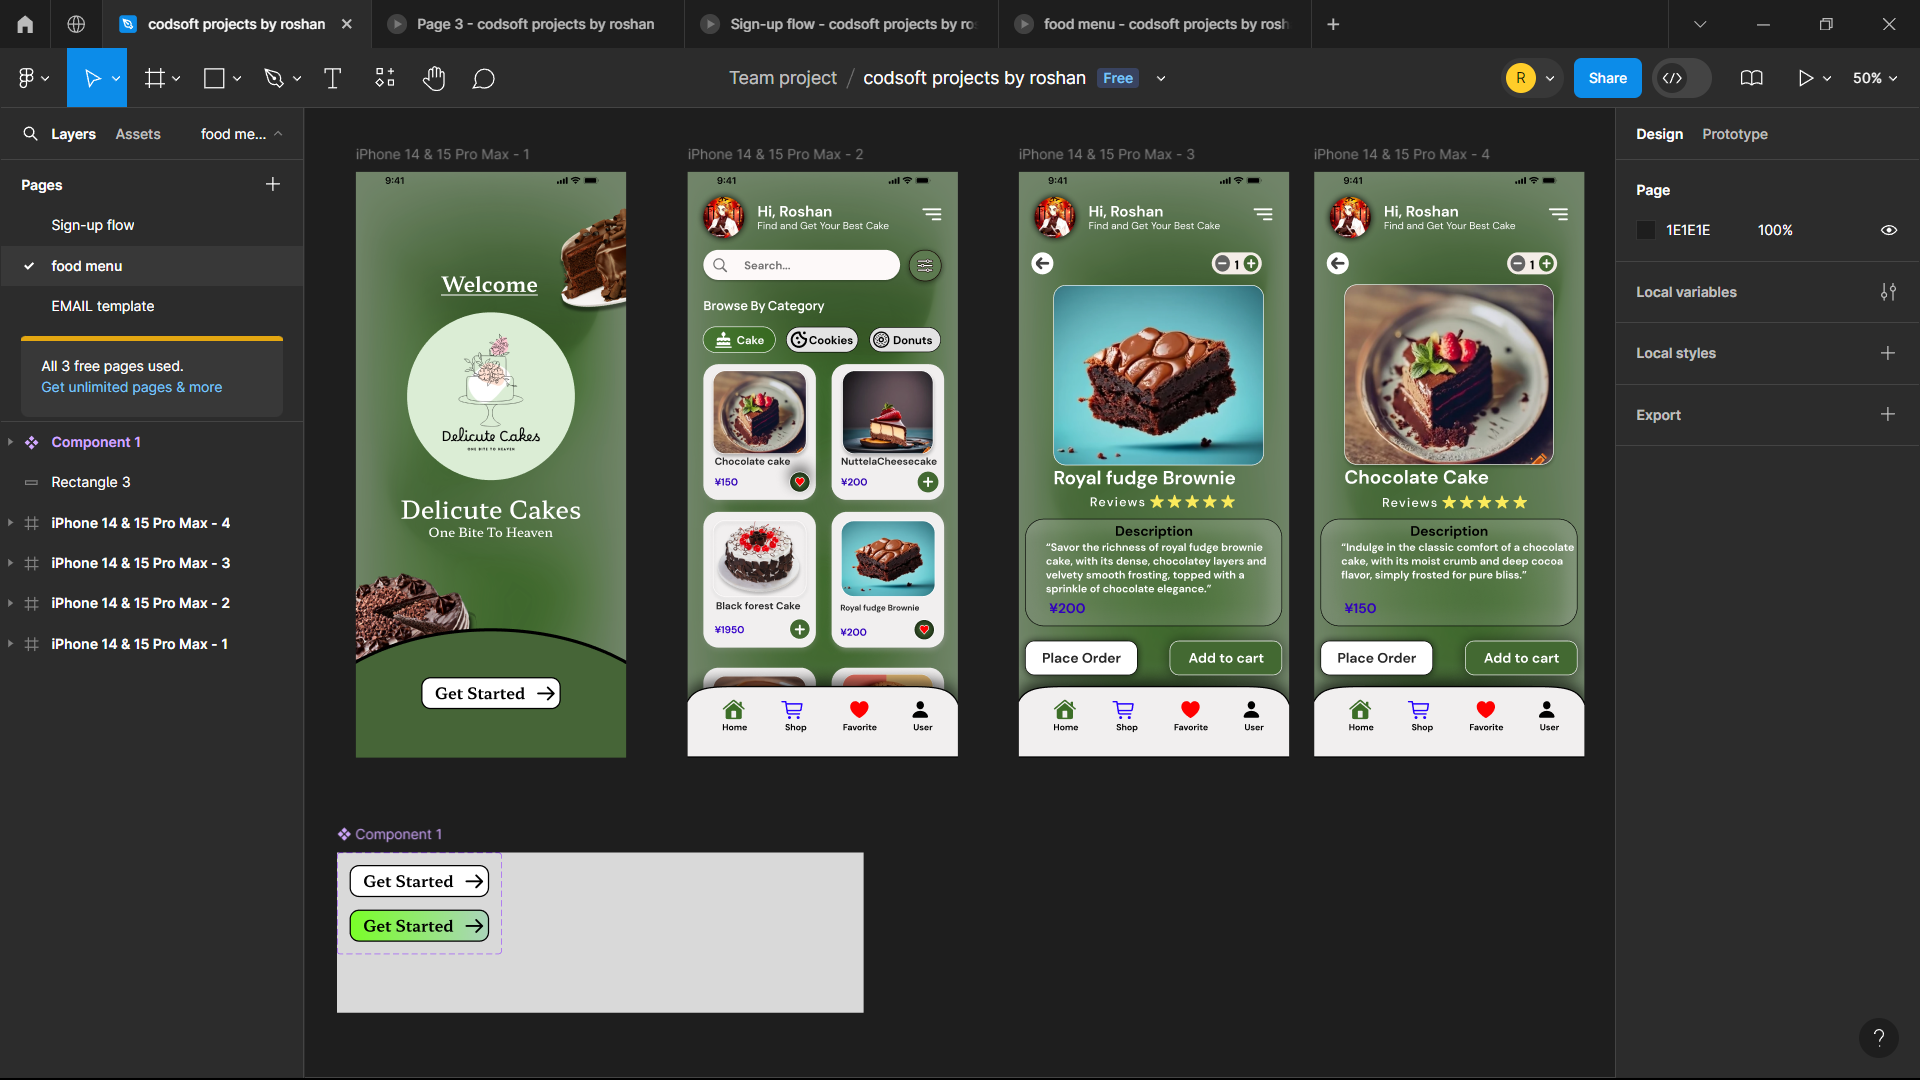 codsoft projects by roshan
Page 3 - codsoft projects by roshan
Sign-up flow - codsoft projects by ro
food menu - codsoft projects by rosh
Team project / codsoft projects by roshan Free
R
Share
50%
Layers
Assets
food me...
Pages
Sign-up flow
food menu
EMAIL template
All 3 free pages used.
Get unlimited pages & more
Component 1
Rectangle 3
iPhone 14 & 15 Pro Max - 4
iPhone 14 & 15 Pro Max - 3
iPhone 14 & 15 Pro Max - 2
iPhone 14 & 15 Pro Max - 1
iPhone 14 & 15 Pro Max - 1
9:41
Welcome
Delicute Cakes
ONE BITE TO HEAVEN
Delicute Cakes
One Bite To Heaven
Get Started
iPhone 14 & 15 Pro Max - 2
9:41
Hi, Roshan
Find and Get Your Best Cake
Search...
Browse By Category
Cake
Cookies
Donuts
Chocolate cake
¥150
NuttelaCheesecake
¥200
Black forest Cake
¥1950
Royal fudge Brownie
¥200
Home
Shop
Favorite
User
iPhone 14 & 15 Pro Max - 3
9:41
Hi, Roshan
Find and Get Your Best Cake
1
Royal fudge Brownie
Reviews
Description
“Savor the richness of royal fudge brownie
cake, with its dense, chocolatey layers and
velvety smooth frosting, topped with a
sprinkle of chocolate elegance.”
¥200
Place Order
Add to cart
Home
Shop
Favorite
User
iPhone 14 & 15 Pro Max - 4
9:41
Hi, Roshan
Find and Get Your Best Cake
1
Chocolate Cake
Reviews
Description
“Indulge in the classic comfort of a chocolate
cake, with its moist crumb and deep cocoa
flavor, simply frosted for pure bliss.”
¥150
Place Order
Add to cart
Home
Shop
Favorite
User
Component 1
Get Started
Get Started
Design
Prototype
Page
1E1E1E
100%
Local variables
Local styles
Export
?